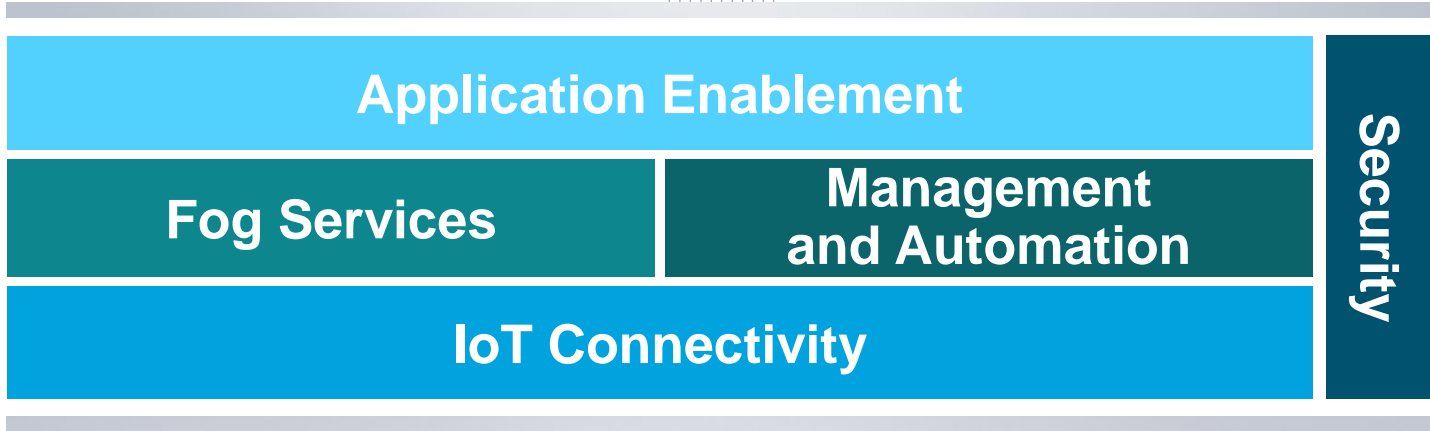 Application Enablement
Fog Services
Management
and Automation
IoT Connectivity
Security